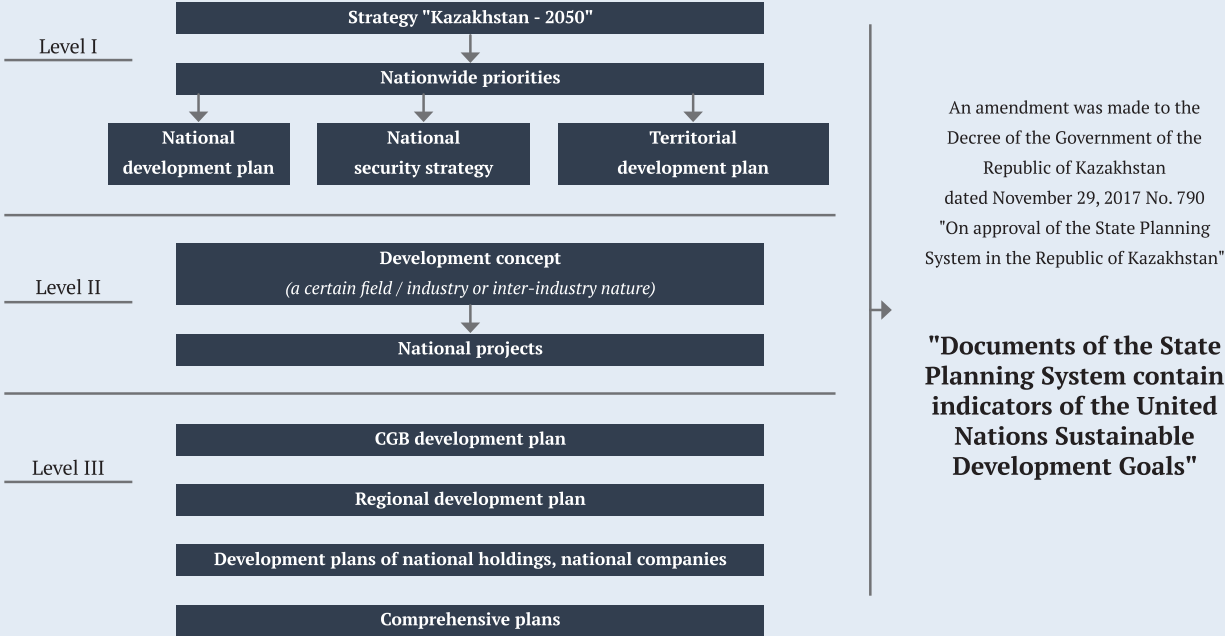 Strategy "Kazakhstan - 2050"
Level I
Nationwide priorities
National
development plan
National
security strategy
Territorial
development plan
Level II
Development concept
(a certain field / industry or inter-industry nature)
National projects
Level III
CGB development plan
Regional development plan
Development plans of national holdings, national companies
Comprehensive plans
An amendment was made to the
Decree of the Government of the
Republic of Kazakhstan
dated November 29, 2017 No. 790
"On approval of the State Planning
System in the Republic of Kazakhstan"
"Documents of the State
Planning System contain
indicators of the United
Nations Sustainable
Development Goals"